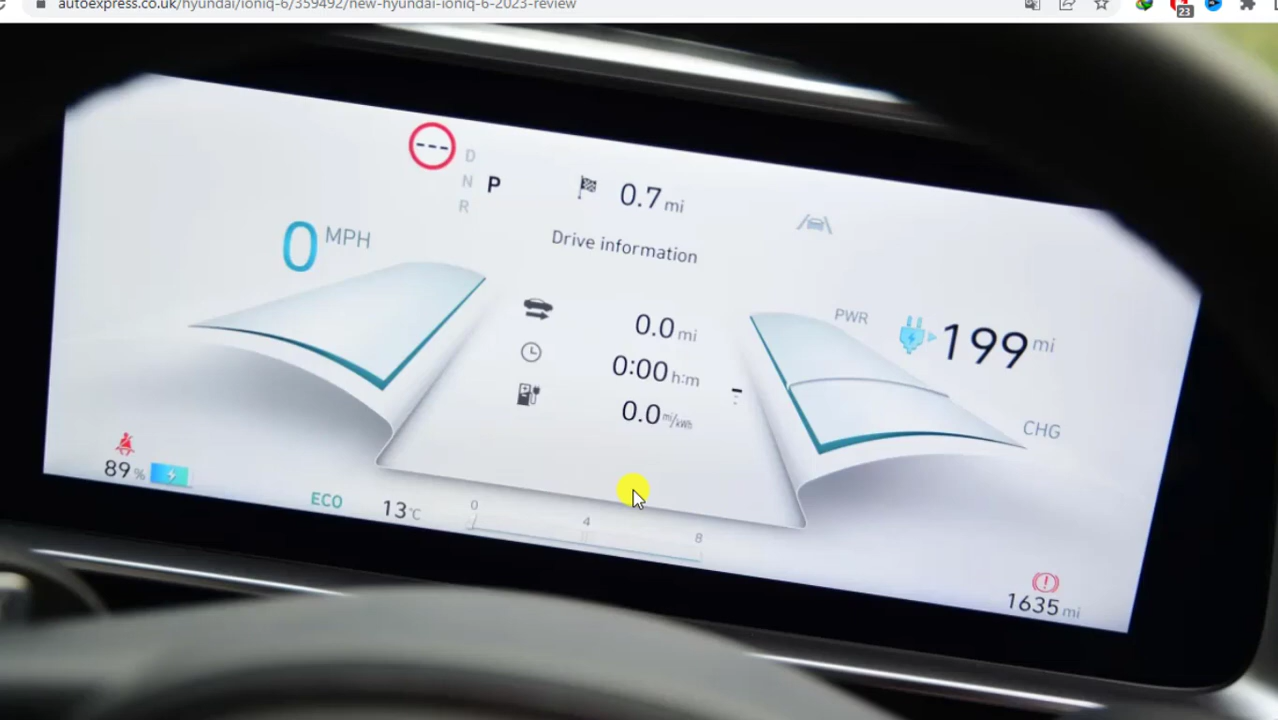 autoexpress.co.uk/hyundai/ioniq-6/359492/new-hyundai-ioniq-6-2023-review
23
---
D
N P
R
0.7 mi
0 MPH
Drive information
0.0 mi
0:00 h:m
0.0 mi/kWh
PWR
199 mi
CHG
89 %
ECO
13°C
0 4 8
1635 mi